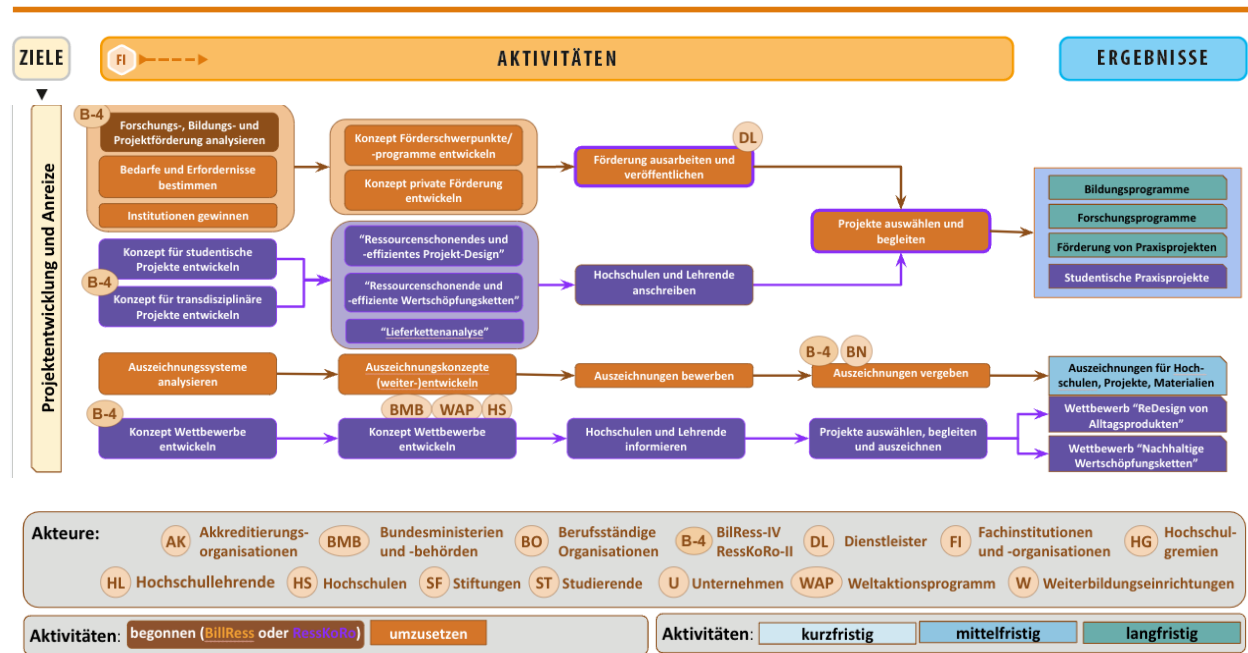 ZIELE
FI
AKTIVITÄTEN
ERGEBNISSE
Projektentwicklung und Anreize
B-4
Forschungs-, Bildungs- und
Projektförderung analysieren
Bedarfe und Erfordernisse
bestimmen
Institutionen gewinnen
Konzept Förderschwerpunkte/
-programme entwickeln
Konzept private Förderung
entwickeln
DL
Förderung ausarbeiten und
veröffentlichen
Projekte auswählen und
begleiten
Bildungsprogramme
Forschungsprogramme
Förderung von Praxisprojekten
Studentische Praxisprojekte
Konzept für studentische
Projekte entwickeln
B-4
Konzept für transdisziplinäre
Projekte entwickeln
“Ressourcenschonendes und
-effizientes Projekt-Design”
“Ressourcenschonende und
-effiziente Wertschöpfungsketten”
“Lieferkettenanalyse”
Hochschulen und Lehrende
anschreiben
Auszeichnungssysteme
analysieren
Auszeichnungskonzepte
(weiter-)entwickeln
Auszeichnungen bewerben
B-4 BN
Auszeichnungen vergeben
Auszeichnungen für Hoch-
schulen, Projekte, Materialien
B-4
Konzept Wettbewerbe
entwickeln
BMB WAP HS
Konzept Wettbewerbe
entwickeln
Hochschulen und Lehrende
informieren
Projekte auswählen, begleiten
und auszeichnen
Wettbewerb “ReDesign von
Alltagsprodukten”
Wettbewerb “Nachhaltige
Wertschöpfungsketten”
Akteure:
AK Akkreditierungs-
organisationen
BMB Bundesministerien
und -behörden
BO Berufsständige
Organisationen
B-4 BilRess-IV
RessKoRo-II
DL Dienstleister
FI Fachinstitutionen
und -organisationen
HG Hochschul-
gremien
HL Hochschullehrende HS Hochschulen SF Stiftungen ST Studierende U Unternehmen WAP Weltaktionsprogramm W Weiterbildungseinrichtungen
Aktivitäten: begonnen (BillRess oder RessKoRo) umzusetzen
Aktivitäten: kurzfristig mittelfristig langfristig